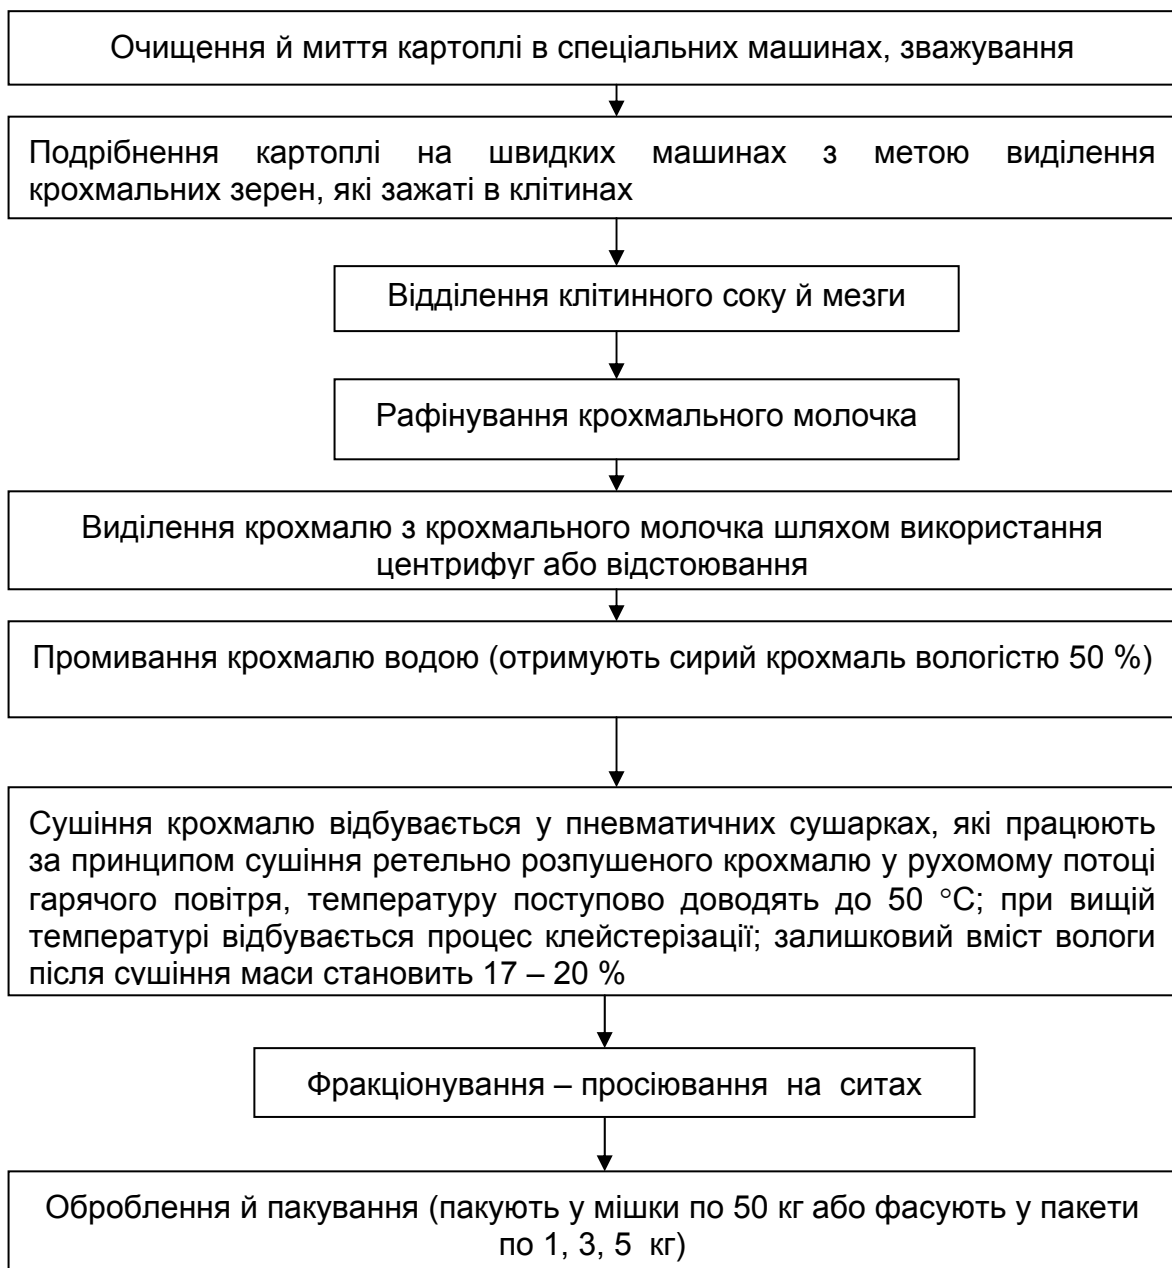 Очищення й миття картоплі в спеціальних машинах, зважування
Подрібнення картоплі на швидких машинах з метою виділення
крохмальних зерен, які зажаті в клітинах
Відділення клітинного соку й мезги
Рафінування крохмального молочка
Виділення крохмалю з крохмального молочка шляхом використання
центрифуг або відстоювання
Промивання крохмалю водою (отримують сирий крохмаль вологістю 50 %)
Сушіння крохмалю відбувається у пневматичних сушарках, які працюють
за принципом сушіння ретельно розпушеного крохмалю у рухомому потоці
гарячого повітря, температуру поступово доводять до 50 °С; при вищій
температурі відбувається процес клейстерізації; залишковий вміст вологи
після сушіння маси становить 17 – 20 %
Фракціонування – просіювання на ситах
Оброблення й пакування (пакують у мішки по 50 кг або фасують у пакети
по 1, 3, 5 кг)